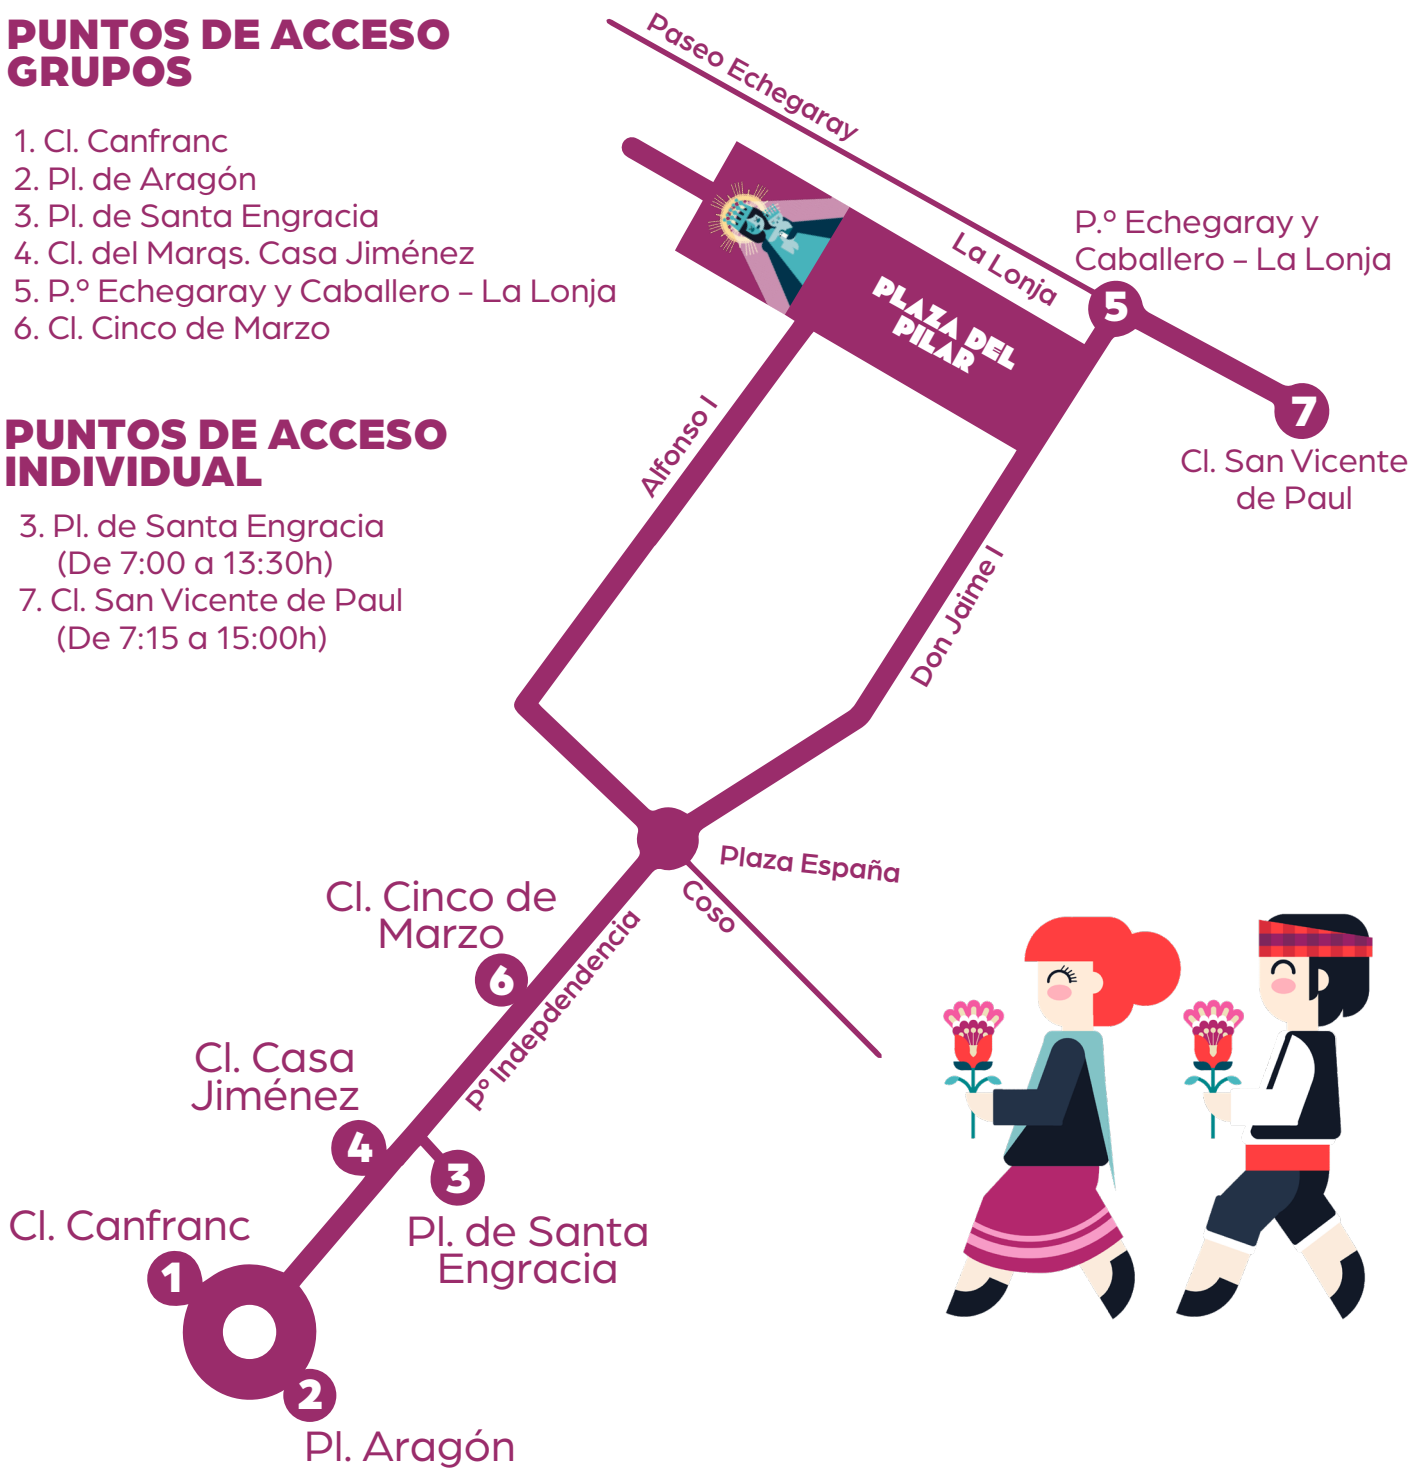 PUNTOS DE ACCESO
GRUPOS
1. Cl. Canfranc
2. Pl. de Aragón
3. Pl. de Santa Engracia
4. Cl. del Marqs. Casa Jiménez
5. P.º Echegaray y Caballero - La Lonja
6. Cl. Cinco de Marzo
PUNTOS DE ACCESO
INDIVIDUAL
3. Pl. de Santa Engracia
(De 7:00 a 13:30h)
7. Cl. San Vicente de Paul
(De 7:15 a 15:00h)
Paseo Echegaray
La Lonja
P.º Echegaray y
Caballero - La Lonja
5
PLAZA DEL
PILAR
7
Cl. San Vicente
de Paul
Alfonso I
Don Jaime I
Plaza España
Coso
Cl. Cinco de
Marzo
6
Pº Indepdendencia
Cl. Casa
Jiménez
4
3
Pl. de Santa
Engracia
Cl. Canfranc
1
2
Pl. Aragón